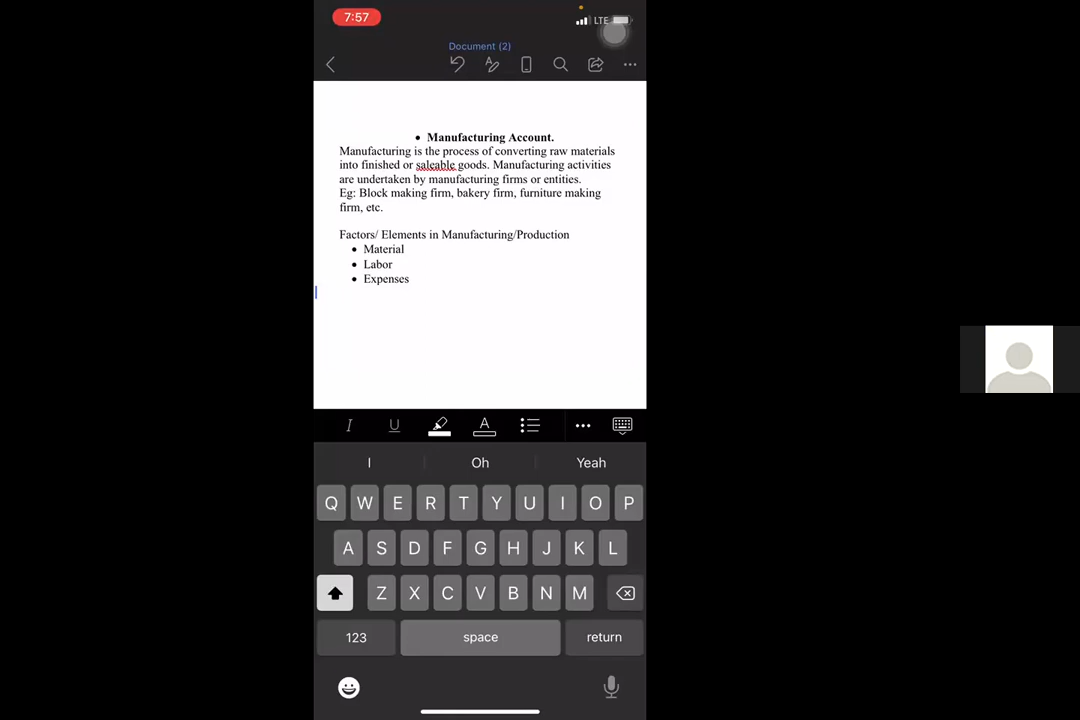 7:57
LTE
Document (2)
• Manufacturing Account.
Manufacturing is the process of converting raw materials
into finished or saleable goods. Manufacturing activities
are undertaken by manufacturing firms or entities.
Eg: Block making firm, bakery firm, furniture making
firm, etc.
Factors/ Elements in Manufacturing/Production
• Material
• Labor
• Expenses
I U A
I Oh Yeah
Q W E R T Y U I O P
A S D F G H J K L
Z X C V B N M
123 space return